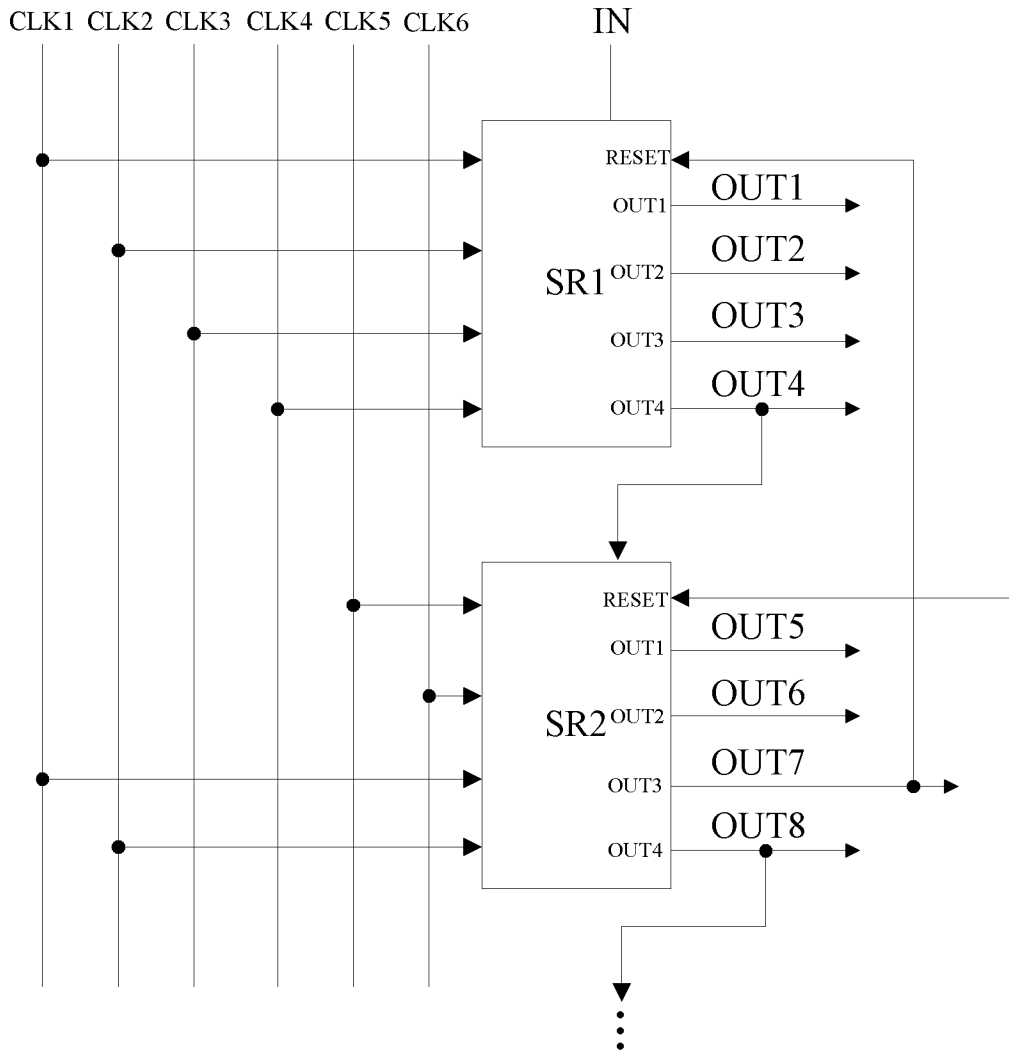 CLK1 CLK2 CLK3 CLK4 CLK5 CLK6
IN
RESET
OUT1
OUT1
OUT2
OUT2
SR1
OUT3
OUT3
OUT4
OUT4
RESET
OUT5
OUT1
OUT6
OUT2
SR2
OUT7
OUT3
OUT8
OUT4